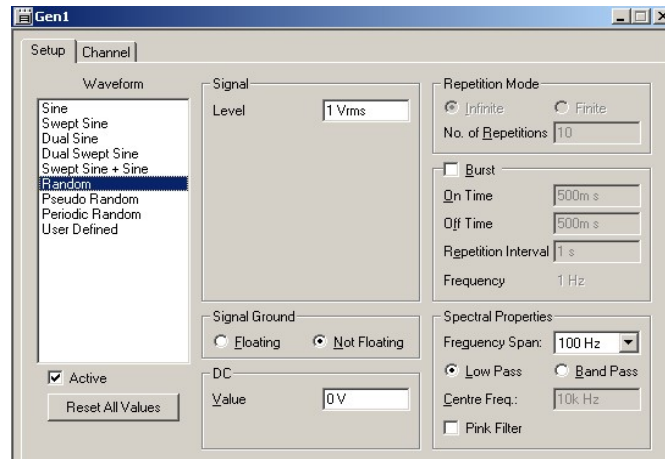 Gen1
Setup
Channel
Waveform
Sine
Swept Sine
Dual Sine
Dual Swept Sine
Swept Sine + Sine
Random
Pseudo Random
Periodic Random
User Defined
Active
Reset All Values
Signal
Level 1 Vrms
Signal Ground
Floating Not Floating
DC
Value 0 V
Repetition Mode
Infinite Finite
No. of Repetitions 10
Burst
On Time 500m s
Off Time 500m s
Repetition Interval 1 s
Frequency 1 Hz
Spectral Properties
Frequency Span: 100 Hz
Low Pass Band Pass
Centre Freq.: 10k Hz
Pink Filter